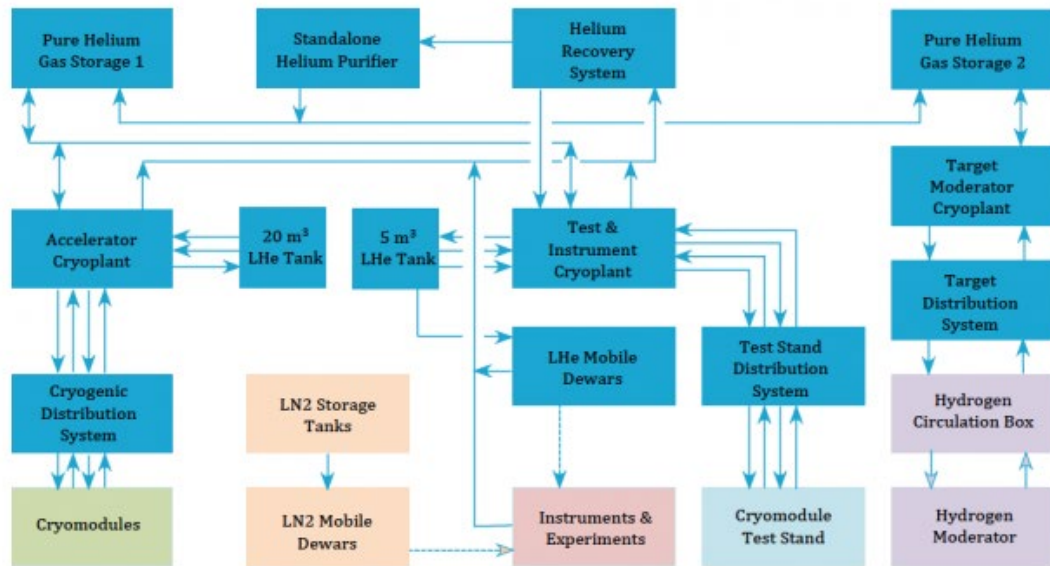 Pure Helium
Gas Storage 1
Standalone
Helium Purifier
Helium
Recovery
System
Pure Helium
Gas Storage 2
Target
Moderator
Cryoplant
Accelerator
Cryoplant
20 m³
LHe Tank
5 m³
LHe Tank
Test &
Instrument
Cryoplant
Target
Distribution
System
Cryogenic
Distribution
System
LN2 Storage
Tanks
LHe Mobile
Dewars
Test Stand
Distribution
System
Hydrogen
Circulation Box
Cryomodules
LN2 Mobile
Dewars
Instruments &
Experiments
Cryomodule
Test Stand
Hydrogen
Moderator